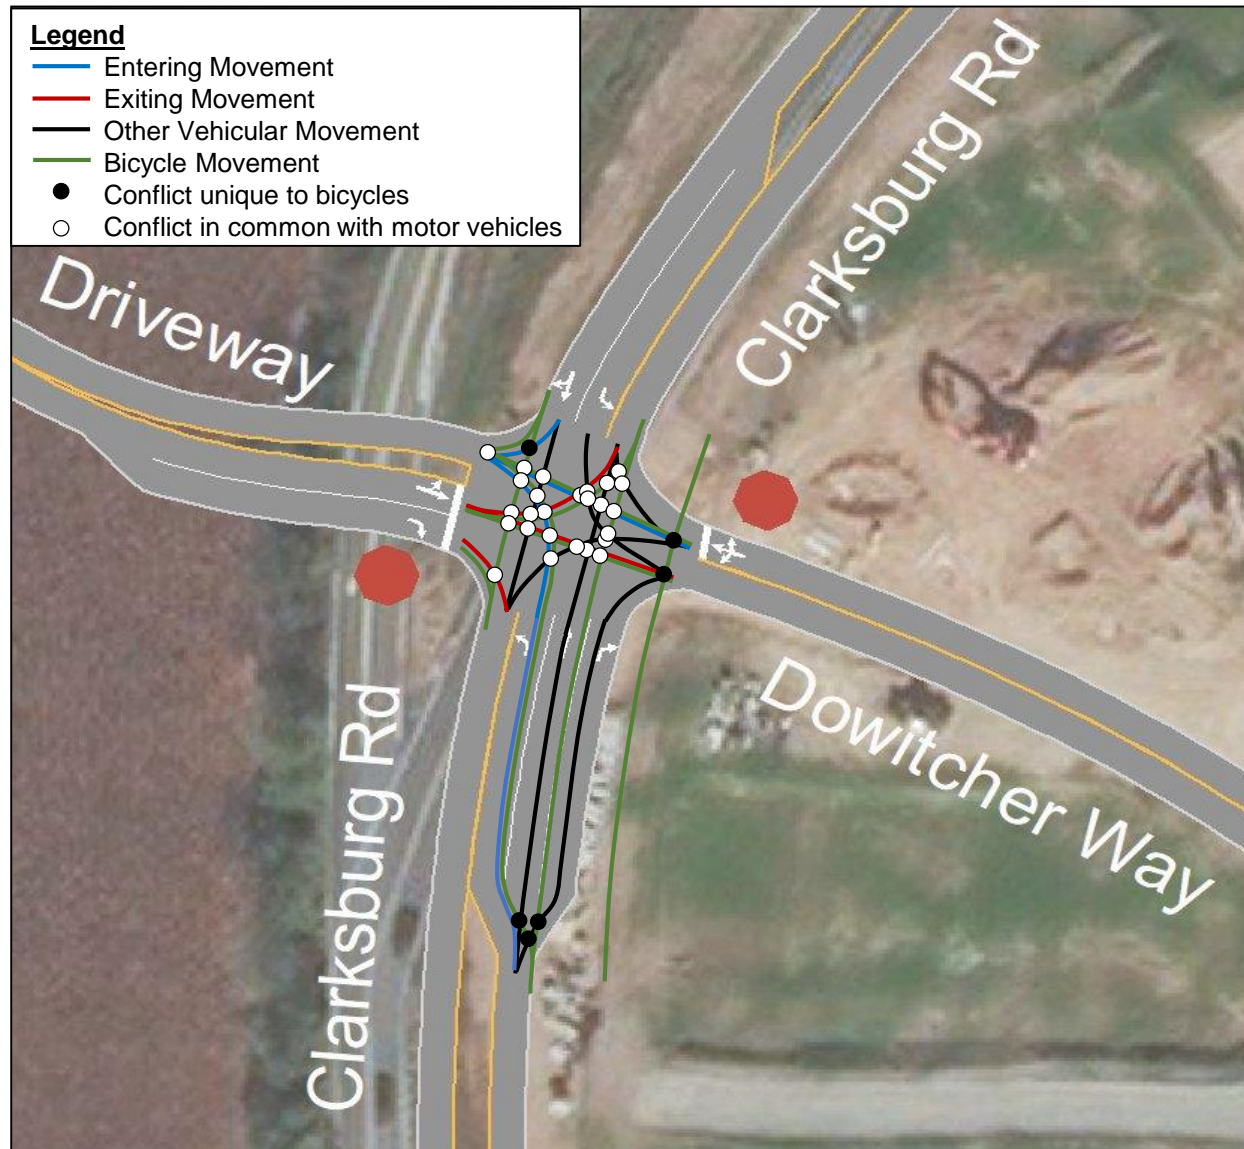 Legend
Entering Movement
Exiting Movement
Other Vehicular Movement
Bicycle Movement
Conflict unique to bicycles
Conflict in common with motor vehicles
Driveway
Clarksburg Rd
Clarksburg Rd
Dowitcher Way